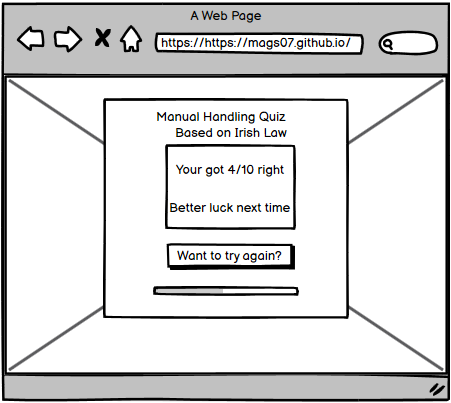 A Web Page
https://https://mags07.github.io/
Manual Handling Quiz
Based on Irish Law
Your got 4/10 right
Better luck next time
Want to try again?